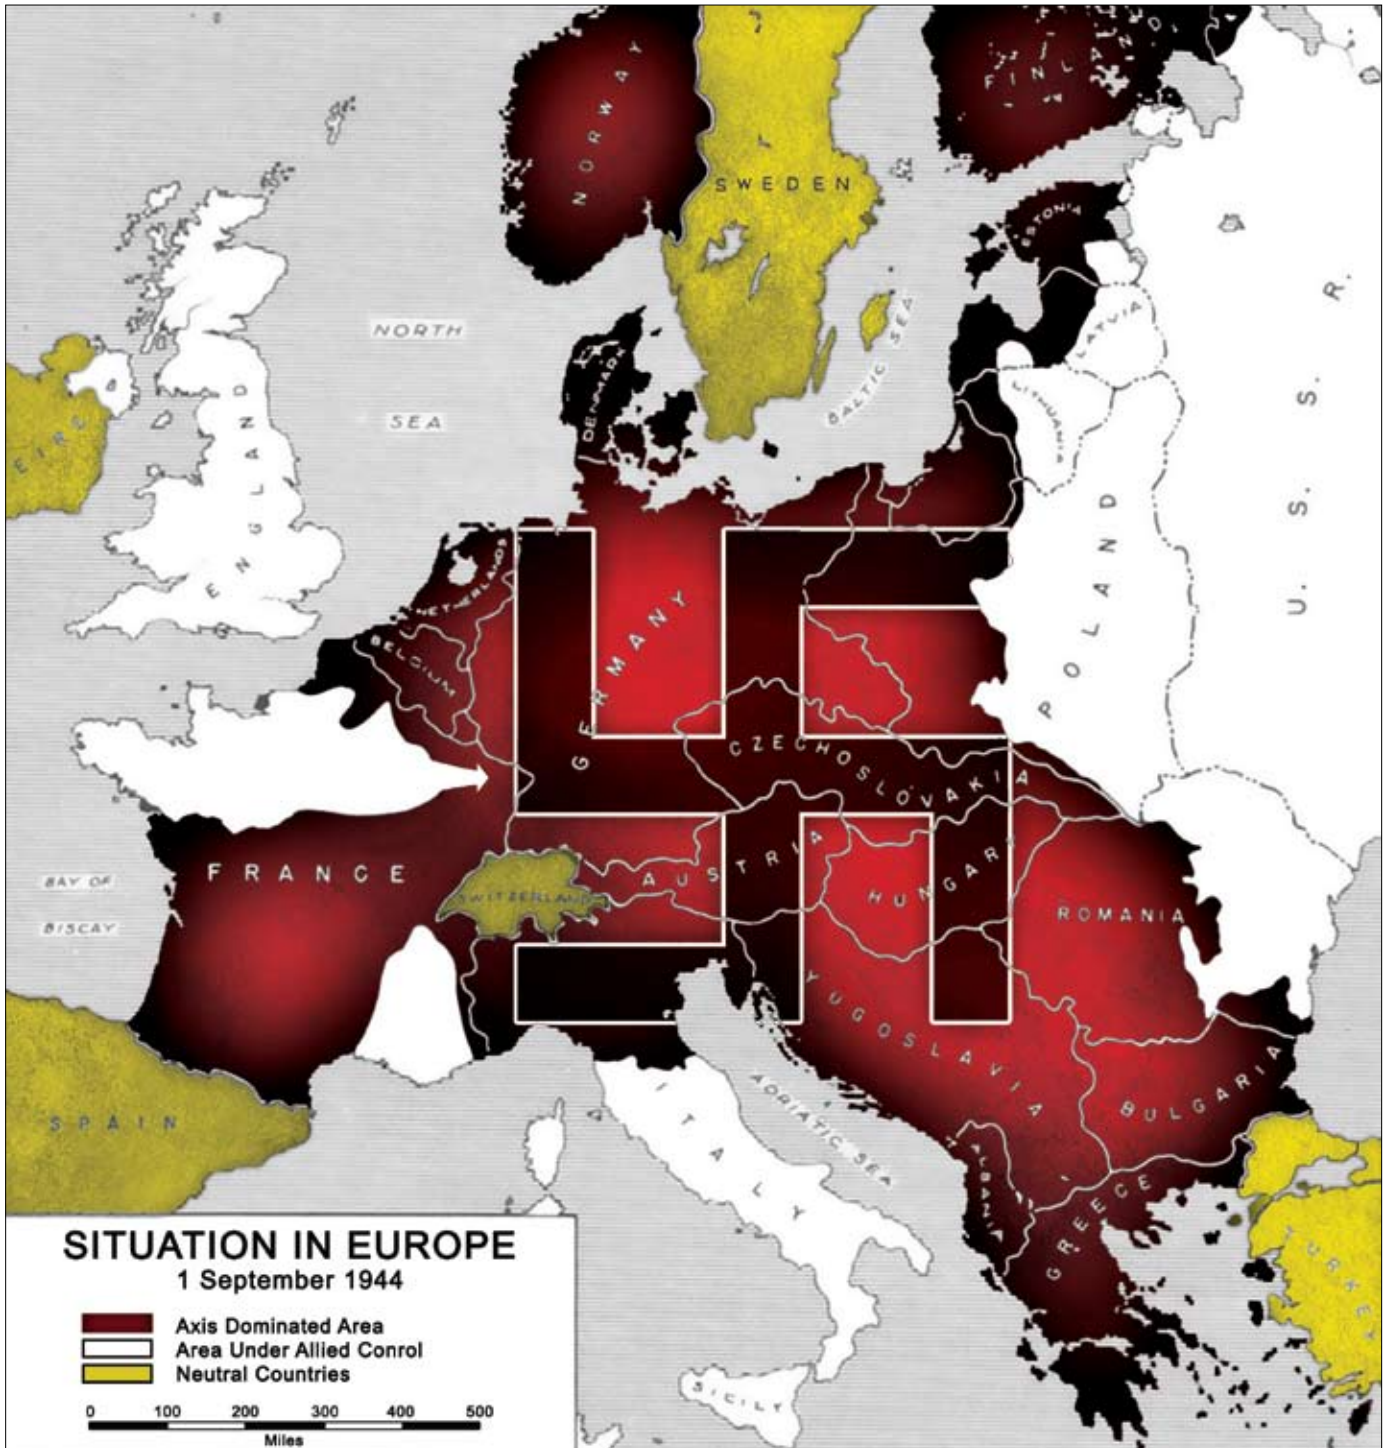 NORWAY
FINLAND
SWEDEN
ESTONIA
NORTH
SEA
BALTIC SEA
LATVIA
U. S. S. R.
DENMARK
LITHUANIA
EIRE
ENGLAND
NETHERLANDS
POLAND
BELGIUM
GERMANY
CZECHOSLOVAKIA
FRANCE
AUSTRIA
BAY OF
BISCAY
SWITZERLAND
HUNGARY
ROMANIA
YUGOSLAVIA
SPAIN
ITALY
ADRIATIC SEA
BULGARIA
ALBANIA
GREECE
TURKEY
SICILY
SITUATION IN EUROPE
1 September 1944
Axis Dominated Area
Area Under Allied Conrol
Neutral Countries
0 100 200 300 400 500
Miles